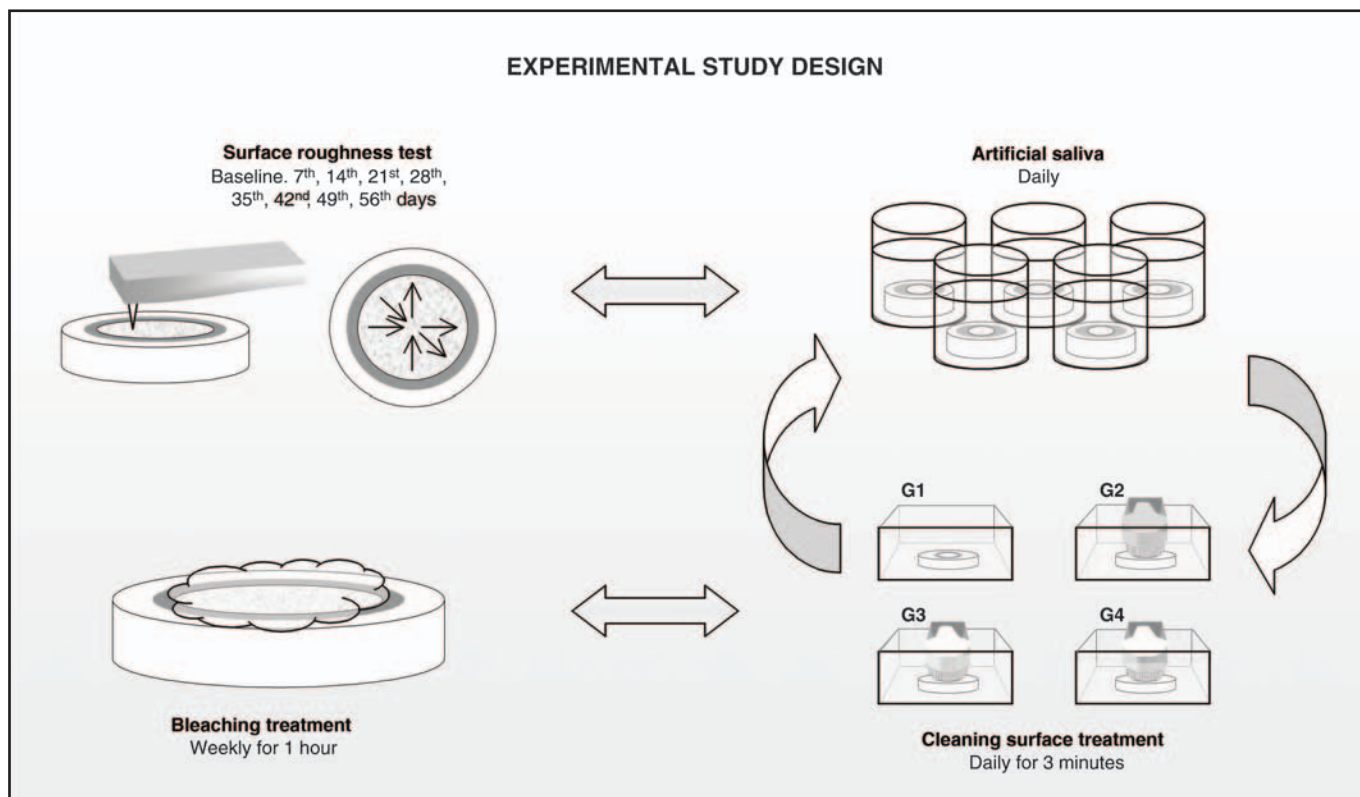 EXPERIMENTAL STUDY DESIGN
Surface roughness test
Baseline. 7th, 14th, 21st, 28th,
35th, 42nd, 49th, 56th days
Artificial saliva
Daily
G1
G2
G3
G4
Bleaching treatment
Weekly for 1 hour
Cleaning surface treatment
Daily for 3 minutes